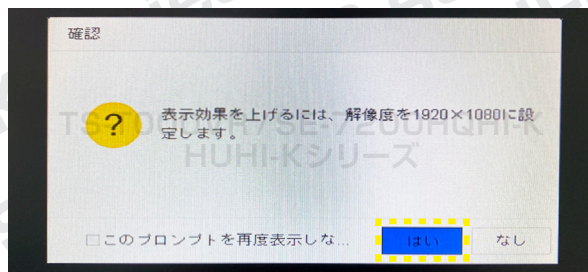 確認
表示効果を上げるには、解像度を1920×1080に設
定します。
HUHI-Kシリーズ
□このプロンプトを再度表示しな...
はい
なし